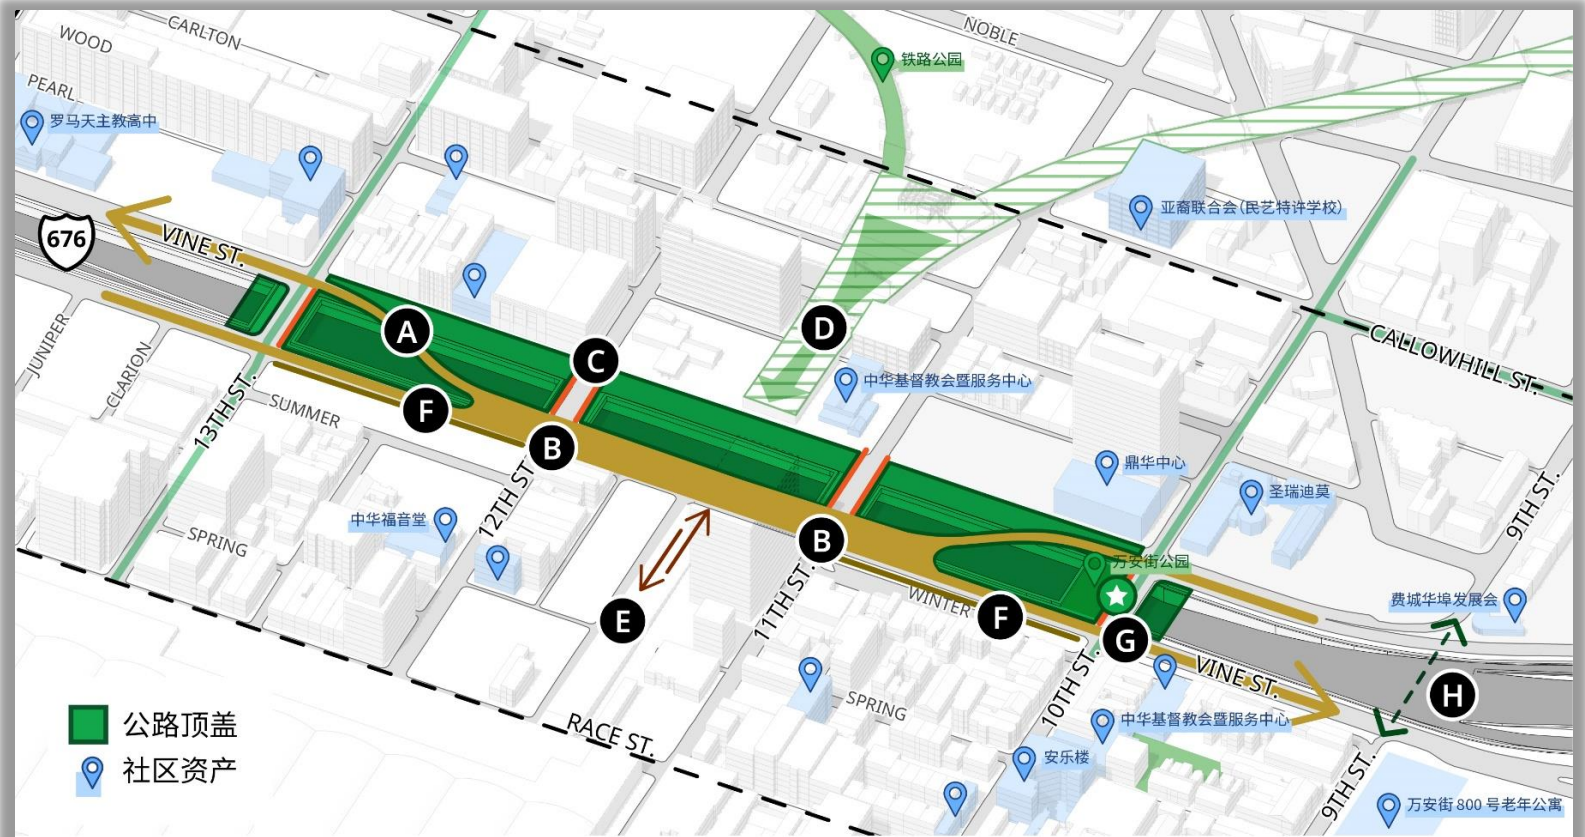 CARLTON
NOBLE
WOOD
铁路公园
PEARL
罗马天主教高中
亚裔联合会(民艺特许学校)
676
VINE ST.
A
D
CALLOWHILL ST.
JUNIPER
CLARION
C
中华基督教会暨服务中心
13TH ST.
SUMMER
F
B
鼎华中心
圣瑞迪莫
9TH ST.
12TH ST.
中华福音堂
SPRING
B
万安街公园
11TH ST.
WINTER
F
费城华埠发展会
E
G
10TH ST.
VINE ST.
H
SPRING
RACE ST.
中华基督教会暨服务中心
安乐楼
9TH ST.
万安街 800 号老年公寓
公路顶盖
社区资产